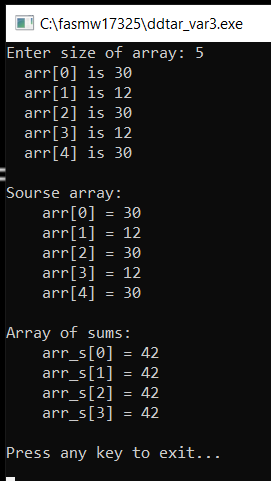 C:\fasmw17325\ddtar_var3.exe
Enter size of array: 5
arr[0] is 30
arr[1] is 12
arr[2] is 30
arr[3] is 12
arr[4] is 30
Sourse array:
arr[0] = 30
arr[1] = 12
arr[2] = 30
arr[3] = 12
arr[4] = 30
Array of sums:
arr_s[0] = 42
arr_s[1] = 42
arr_s[2] = 42
arr_s[3] = 42
Press any key to exit...